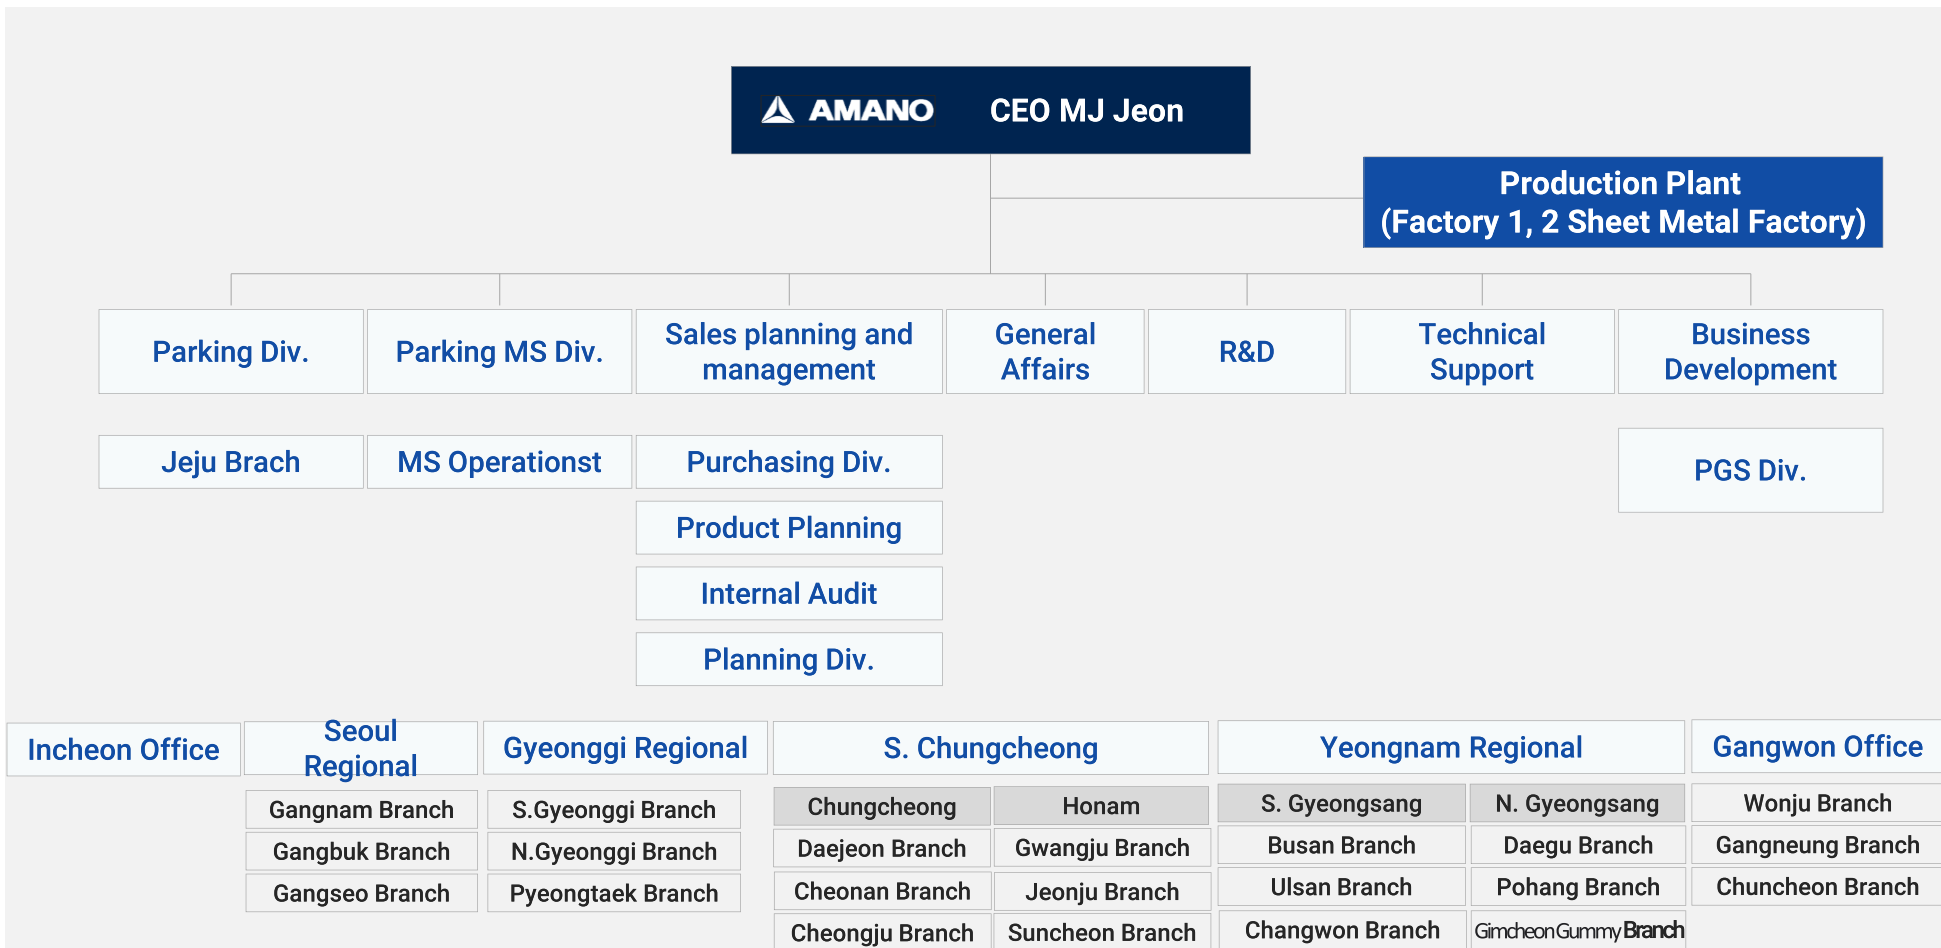 AMANO CEO MJ Jeon
Production Plant
(Factory 1, 2 Sheet Metal Factory)
Parking Div.
Parking MS Div.
Sales planning and
management
General
Affairs
R&D
Technical
Support
Business
Development
Jeju Brach
MS Operationst
Purchasing Div.
PGS Div.
Product Planning
Internal Audit
Planning Div.
Incheon Office
Seoul
Regional
Gangnam Branch
Gangbuk Branch
Gangseo Branch
Gyeonggi Regional
S.Gyeonggi Branch
N.Gyeonggi Branch
Pyeongtaek Branch
S. Chungcheong
Chungcheong
Daejeon Branch
Cheonan Branch
Cheongju Branch
Honam
Gwangju Branch
Jeonju Branch
Suncheon Branch
Yeongnam Regional
S. Gyeongsang
Busan Branch
Ulsan Branch
Changwon Branch
N. Gyeongsang
Daegu Branch
Pohang Branch
Gimcheon Gummy Branch
Gangwon Office
Wonju Branch
Gangneung Branch
Chuncheon Branch